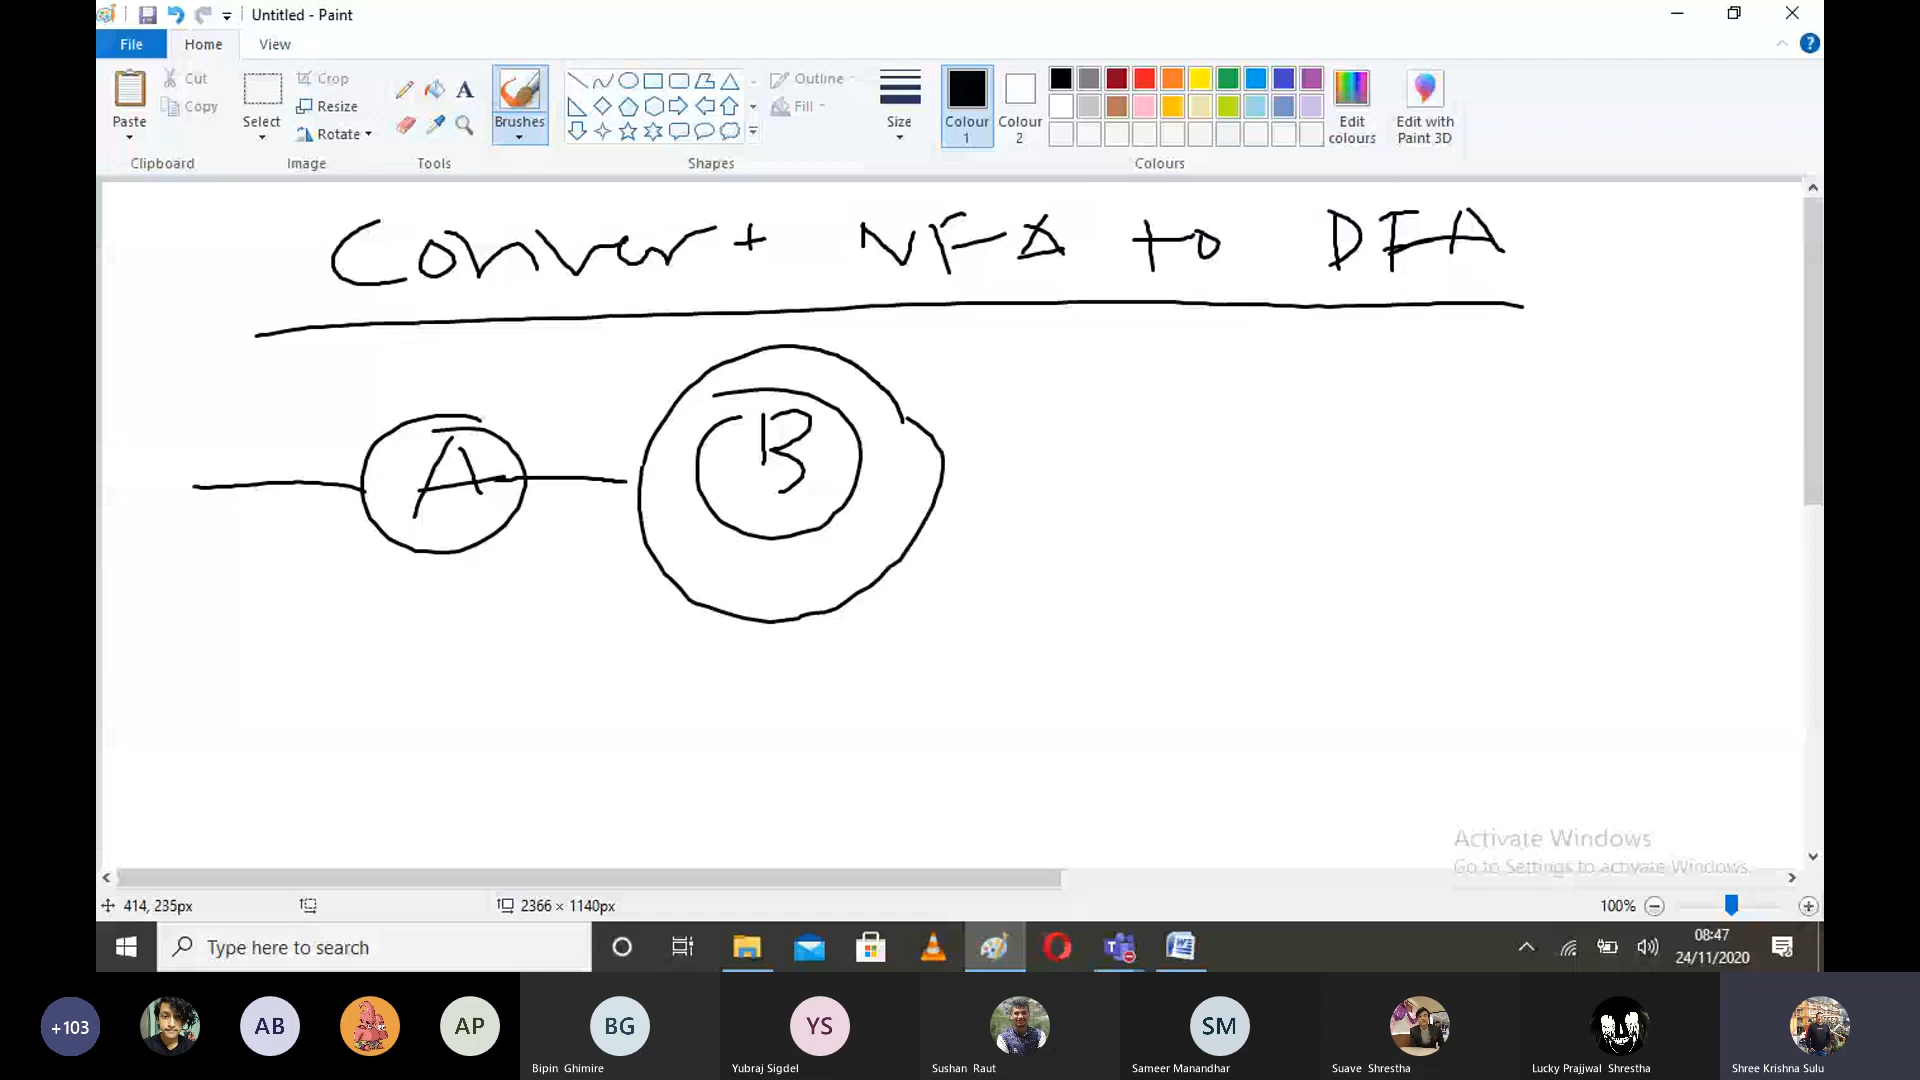 Untitled - Paint
File Home View
Cut
Copy
Paste
Clipboard
Crop
Resize
Rotate
Select
Image
Tools
Brushes
Outline
Fill
Shapes
Size
Colour 1
Colour 2
Edit colours
Edit with Paint 3D
Colours
Convert NFA to DFA
A B
Activate Windows
Go to Settings to activate Windows.
414, 235px 2366 × 1140px 100%
Type here to search
08:47
24/11/2020
+103 AB AP BG YS SM
Bipin Ghimire Yubraj Sigdel Sushan Raut Sameer Manandhar Suave Shrestha Lucky Prajjwal Shrestha Shree Krishna Sulu